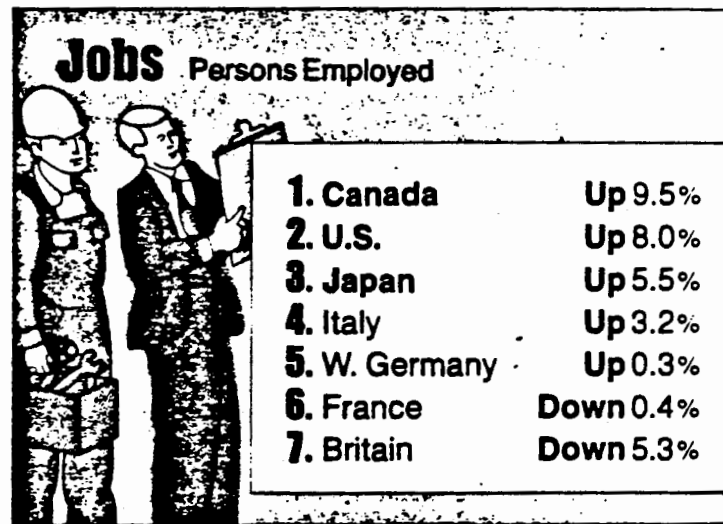 Jobs Persons Employed
1. Canada Up 9.5%
2. U.S. Up 8.0%
3. Japan Up 5.5%
4. Italy Up 3.2%
5. W. Germany Up 0.3%
6. France Down 0.4%
7. Britain Down 5.3%